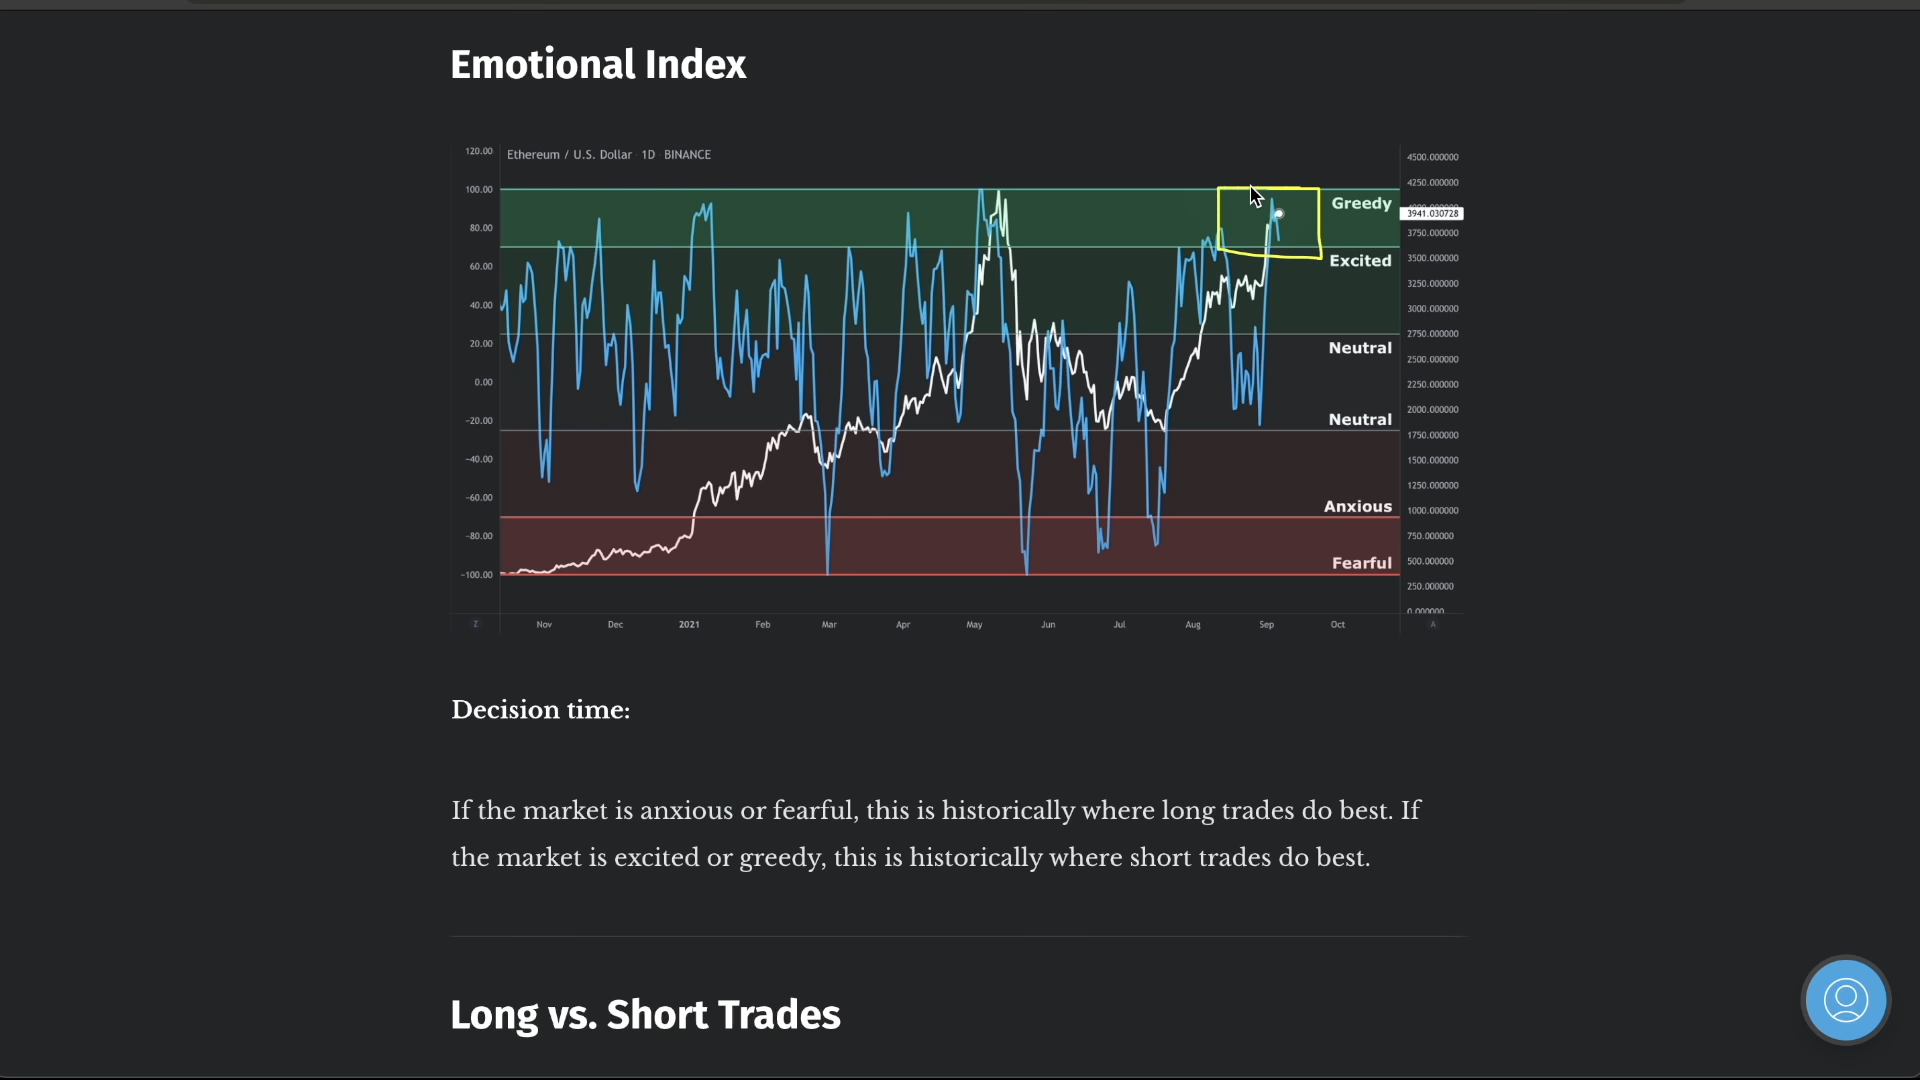 Emotional Index
120.00
Ethereum / U.S. Dollar 1D BINANCE
4500.000000
100.00
4250.000000
Greedy
3941.030728
80.00
3750.000000
60.00
Excited
3500.000000
3250.000000
40.00
3000.000000
2750.000000
20.00
Neutral
2500.000000
0.00
2250.000000
2000.000000
-20.00
Neutral
1750.000000
-40.00
1500.000000
1250.000000
-60.00
Anxious
1000.000000
-80.00
750.000000
Fearful
500.000000
-100.00
250.000000
0.000000
Z
Nov Dec 2021 Feb Mar Apr May Jun Jul Aug Sep Oct
A
Decision time:
If the market is anxious or fearful, this is historically where long trades do best. If
the market is excited or greedy, this is historically where short trades do best.
Long vs. Short Trades